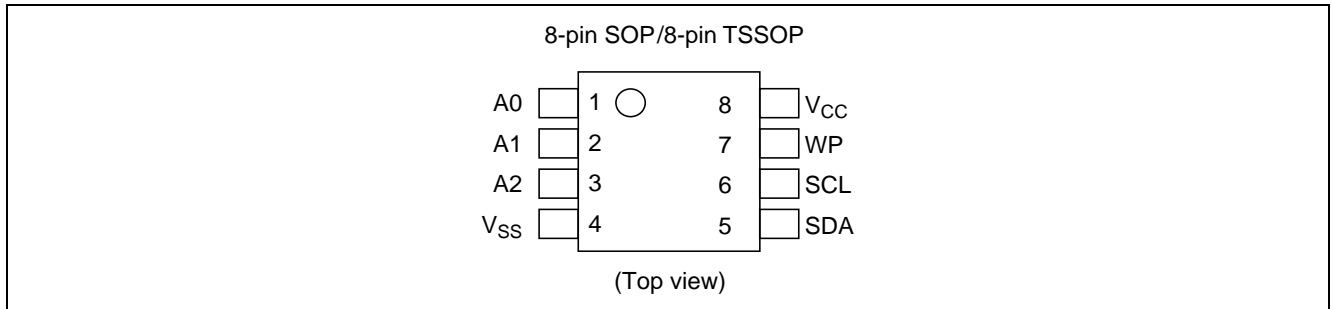 8-pin SOP/8-pin TSSOP
A0 1 8 VCC
A1 2 7 WP
A2 3 6 SCL
VSS 4 5 SDA
(Top view)